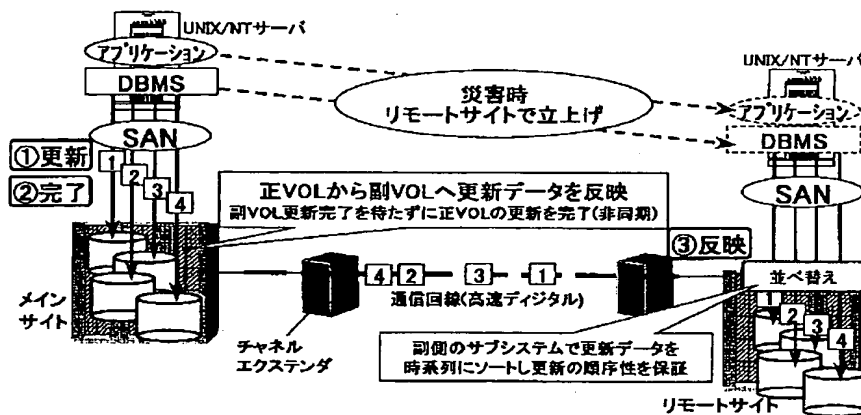 UNIX/NTサーバ
アプリケーション
DBMS
SAN
①更新
②完了
1
2
3
4
災害時
リモートサイトで立上げ
UNIX/NTサーバ
アプリケーション
DBMS
SAN
正VOLから副VOLへ更新データを反映
副VOL更新完了を待たずに正VOLの更新を完了(非同期)
③反映
メイン
サイト
チャネル
エクステンダ
4 2 3 1
通信回線(高速ディジタル)
並べ替え
1
2
3
4
副側のサブシステムで更新データを
時系列にソートし更新の順序性を保証
リモートサイト